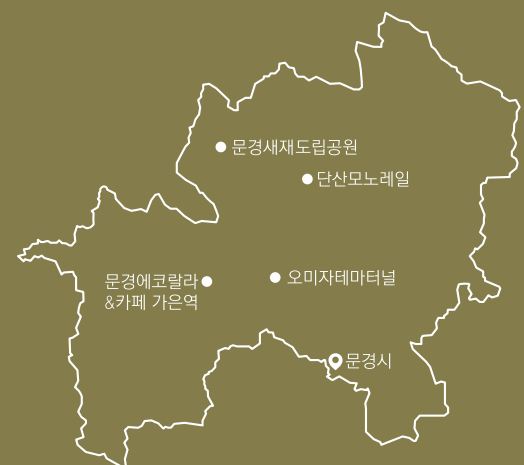 문경새재도립공원
단산모노레일
문경에코랄라
&카페 가은역
오미자테마터널
문경시